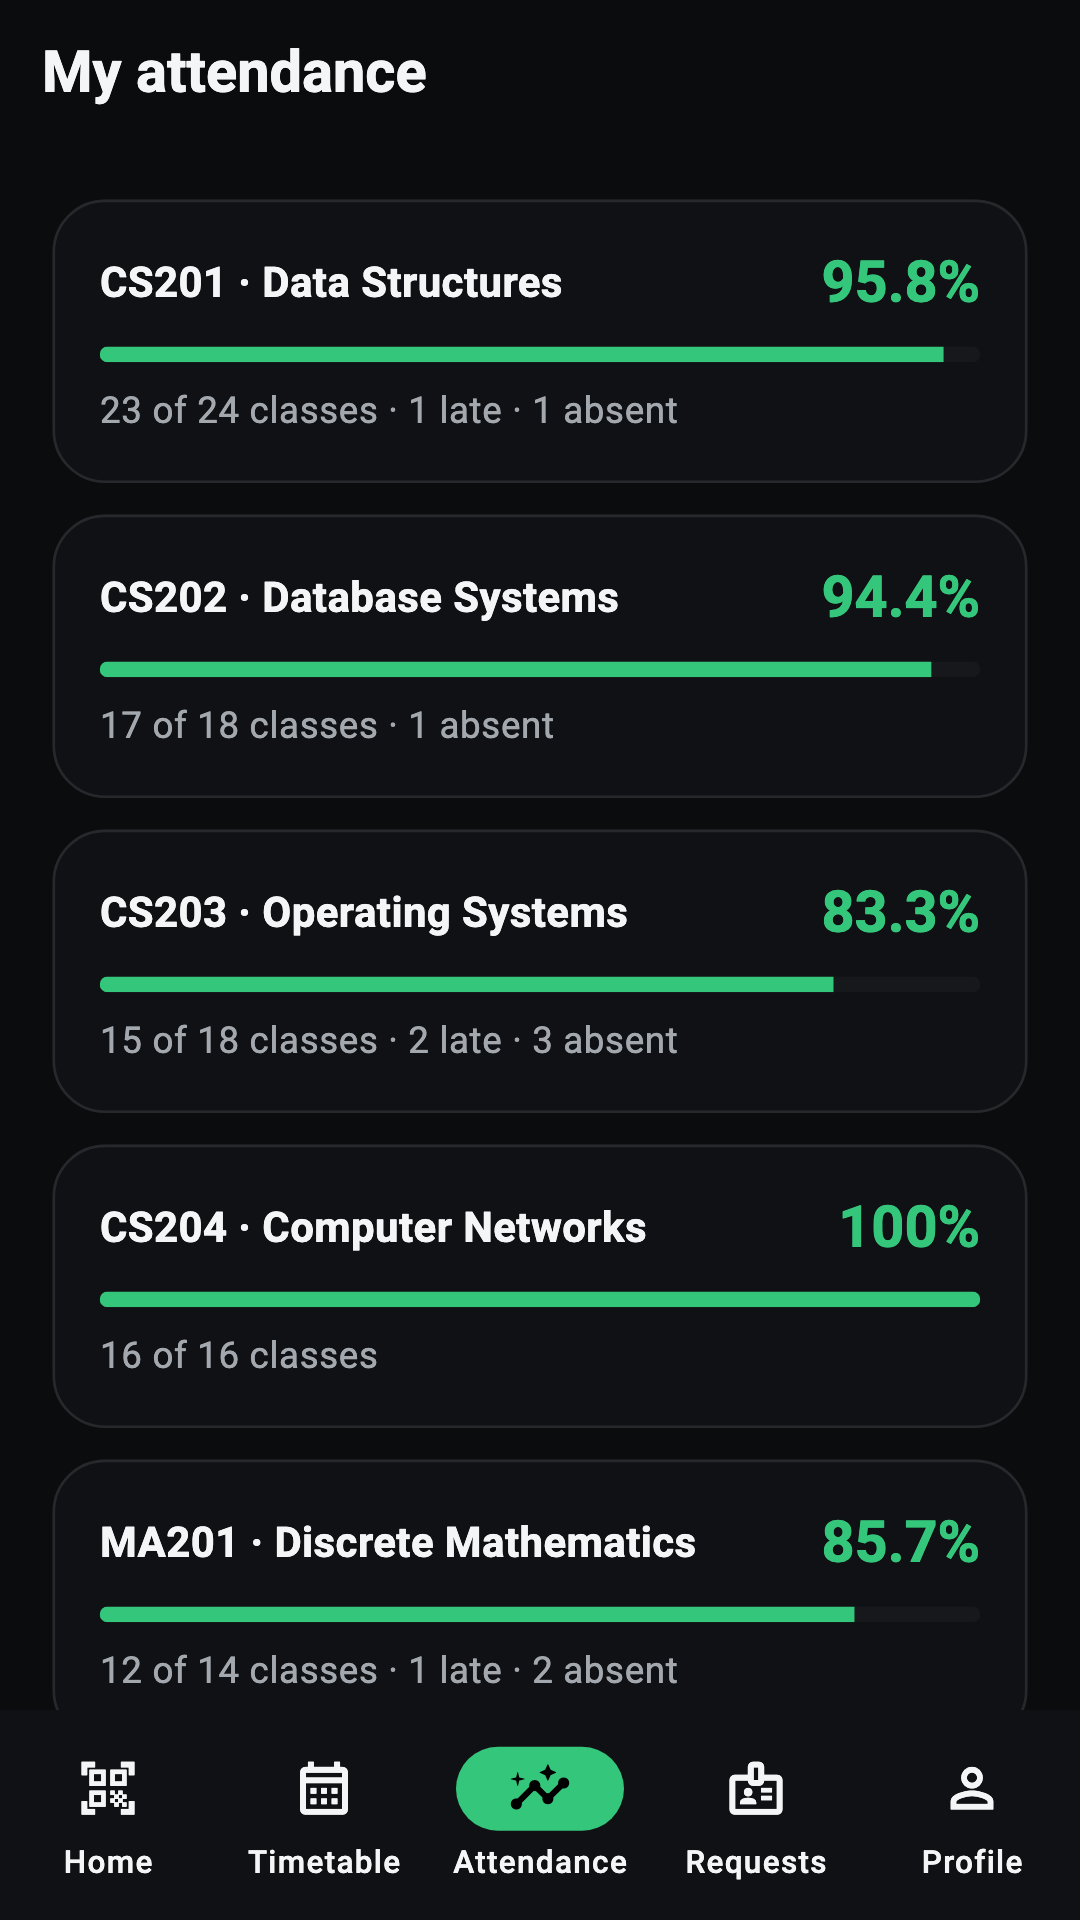 My attendance
CS201 · Data Structures 95.8%
23 of 24 classes · 1 late · 1 absent
CS202 · Database Systems 94.4%
17 of 18 classes · 1 absent
CS203 · Operating Systems 83.3%
15 of 18 classes · 2 late · 3 absent
CS204 · Computer Networks 100%
16 of 16 classes
MA201 · Discrete Mathematics 85.7%
12 of 14 classes · 1 late · 2 absent
Home Timetable Attendance Requests Profile